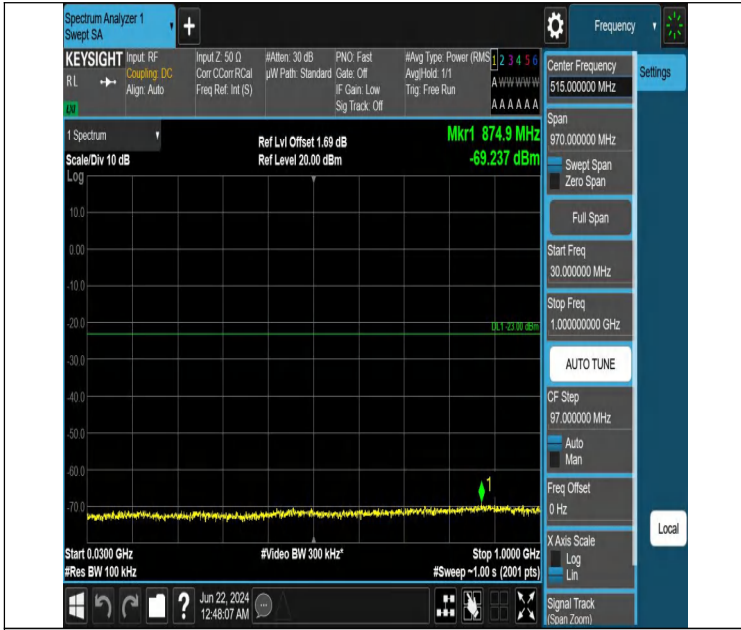 Spectrum Analyzer 1
Swept SA
+
Frequency
KEYSIGHT
RL
Input: RF
Coupling: DC
Align: Auto
Input Z: 50 Ω
Corr CCorr RCal
Freq Ref: Int (S)
#Atten: 30 dB
µW Path: Standard
PNO: Fast
Gate: Off
IF Gain: Low
Sig Track: Off
#Avg Type: Power (RMS
Avg|Hold: 1/1
Trig: Free Run
1 2 3 4 5 6
A W W W W W
A A A A A A
1 Spectrum
Scale/Div 10 dB
Log
Ref Lvl Offset 1.69 dB
Ref Level 20.00 dBm
Mkr1 874.9 MHz
-69.237 dBm
10.0
0.00
-10.0
-20.0
DL1 -23.00 dBm
-30.0
-40.0
-50.0
-60.0
1
-70.0
Start 0.0300 GHz
#Res BW 100 kHz
#Video BW 300 kHz*
Stop 1.0000 GHz
#Sweep ~1.00 s (2001 pts)
Center Frequency
515.000000 MHz
Settings
Span
970.000000 MHz
Swept Span
Zero Span
Full Span
Start Freq
30.000000 MHz
Stop Freq
1.000000000 GHz
AUTO TUNE
CF Step
97.000000 MHz
Auto
Man
Freq Offset
0 Hz
Local
X Axis Scale
Log
Lin
Signal Track
(Span Zoom)
?
Jun 22, 2024
12:48:07 AM